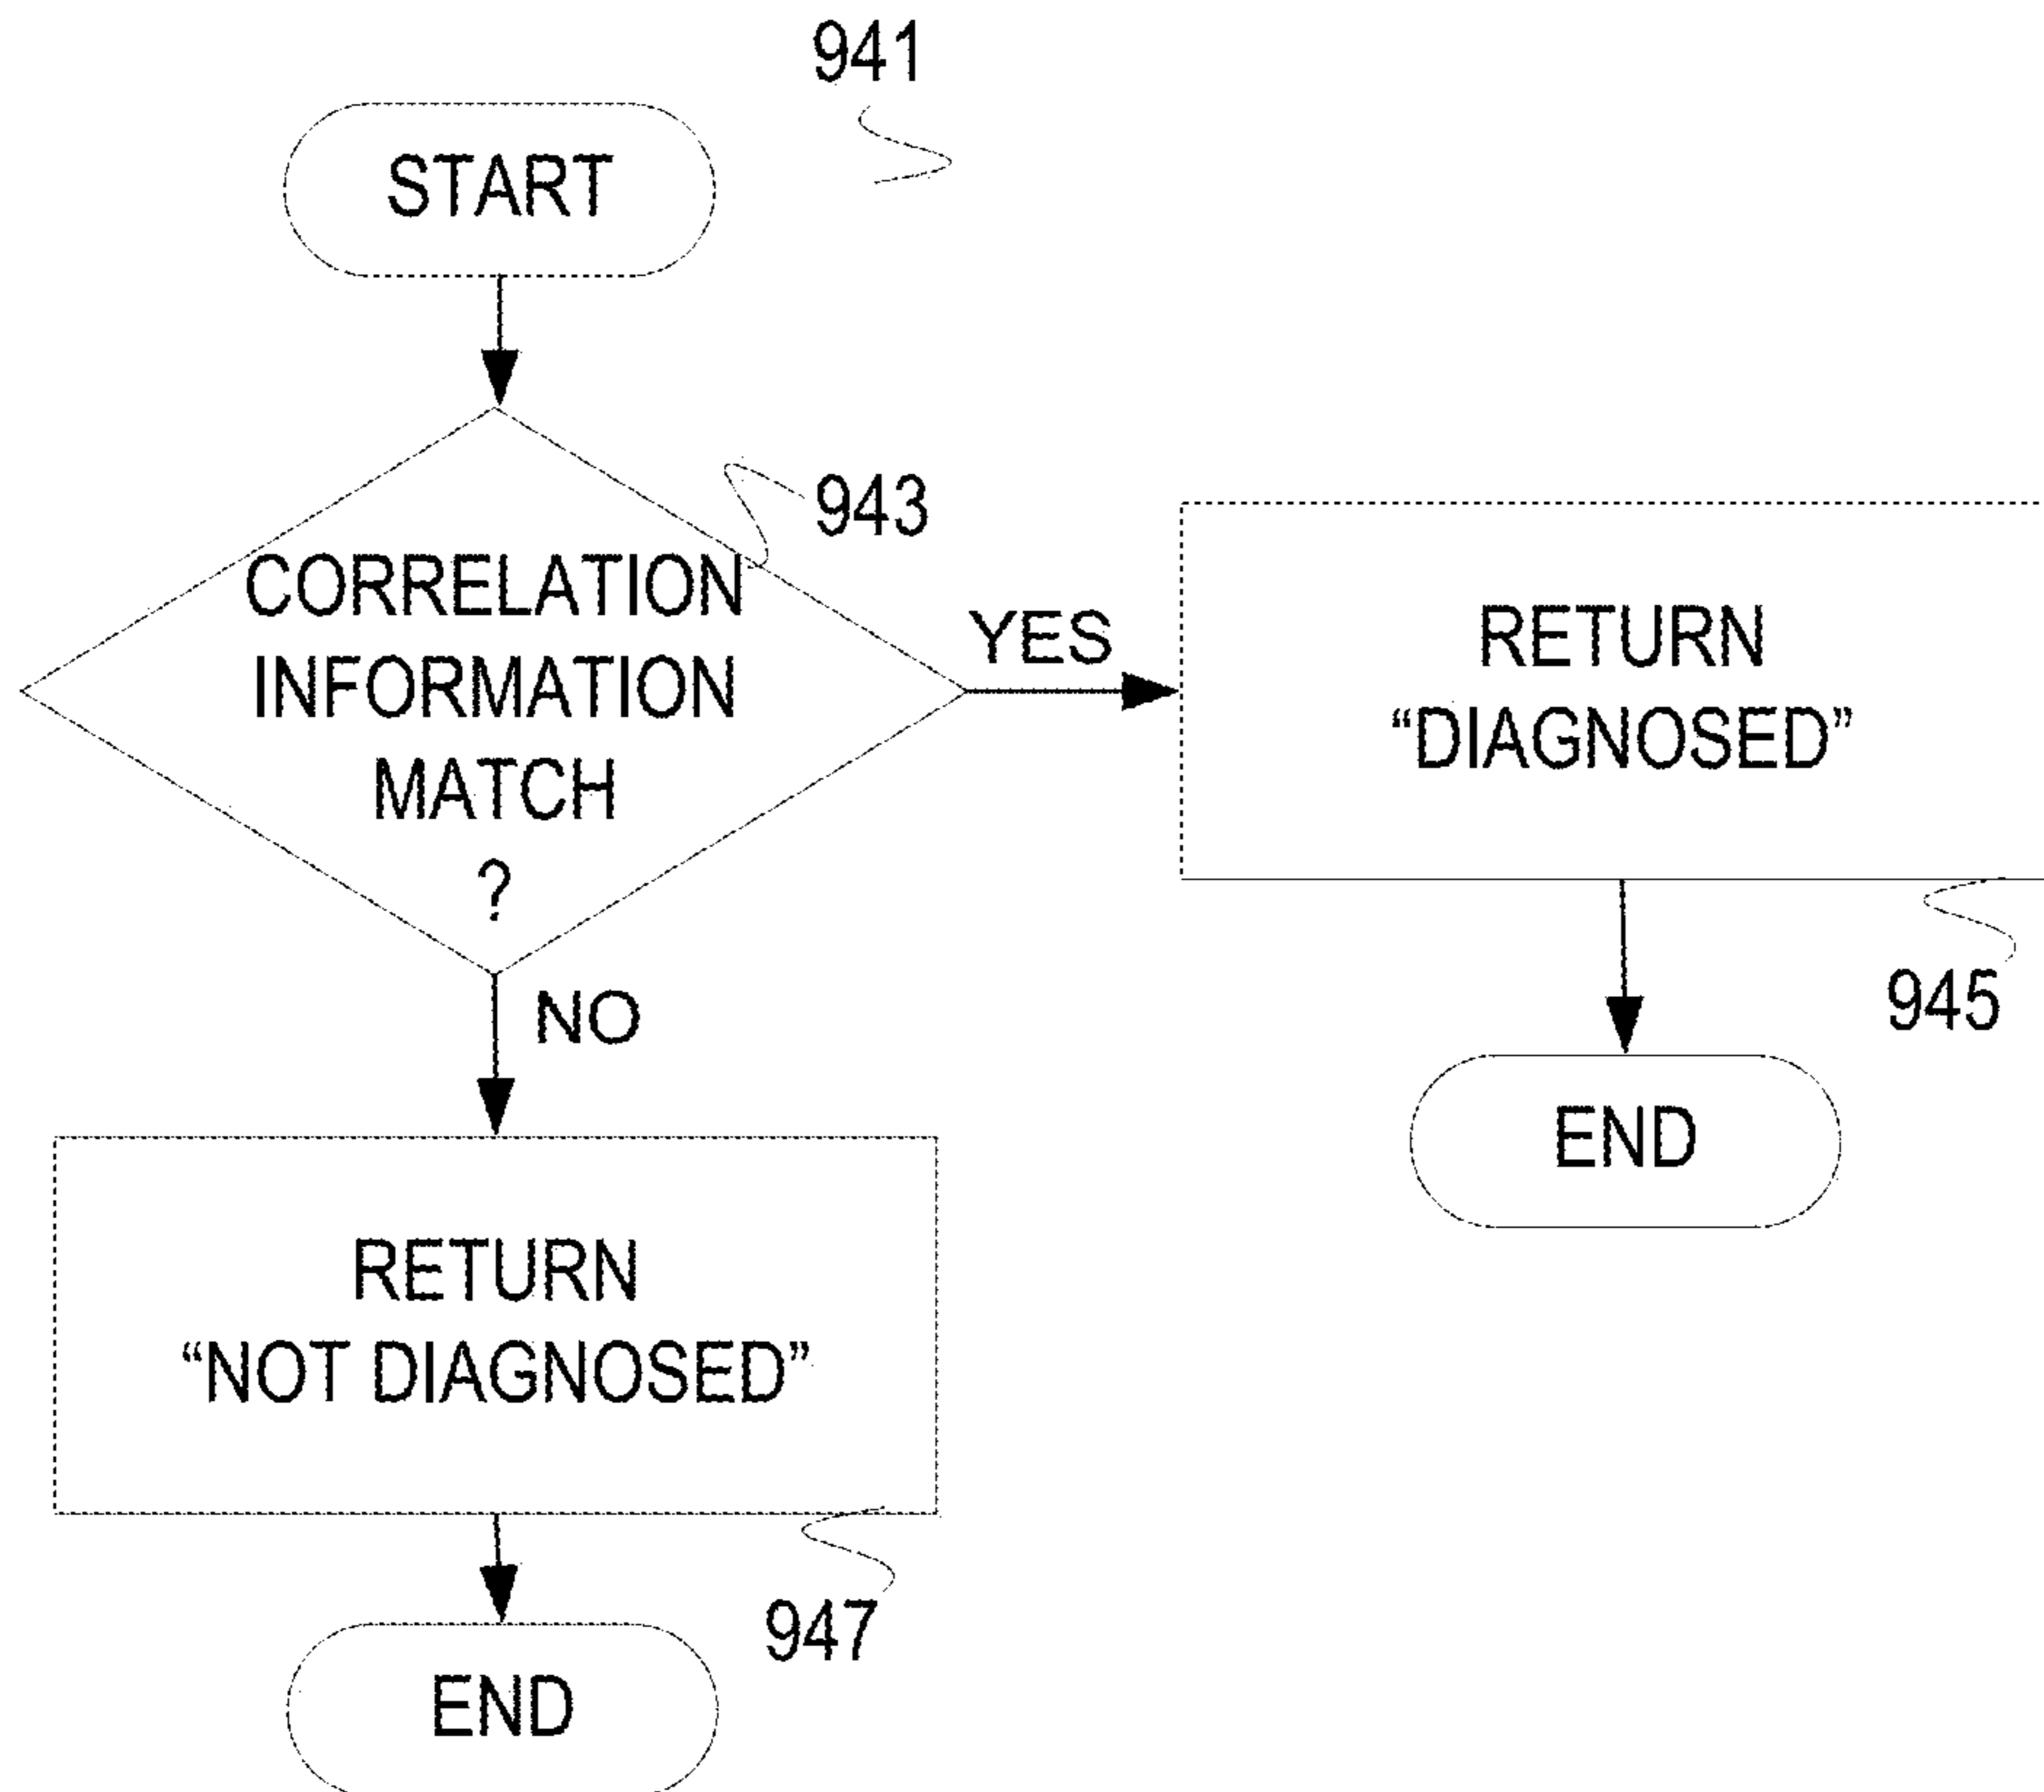 941
START
943
CORRELATION
INFORMATION
MATCH
?
YES
RETURN
“DIAGNOSED”
945
END
NO
RETURN
“NOT DIAGNOSED”
947
END